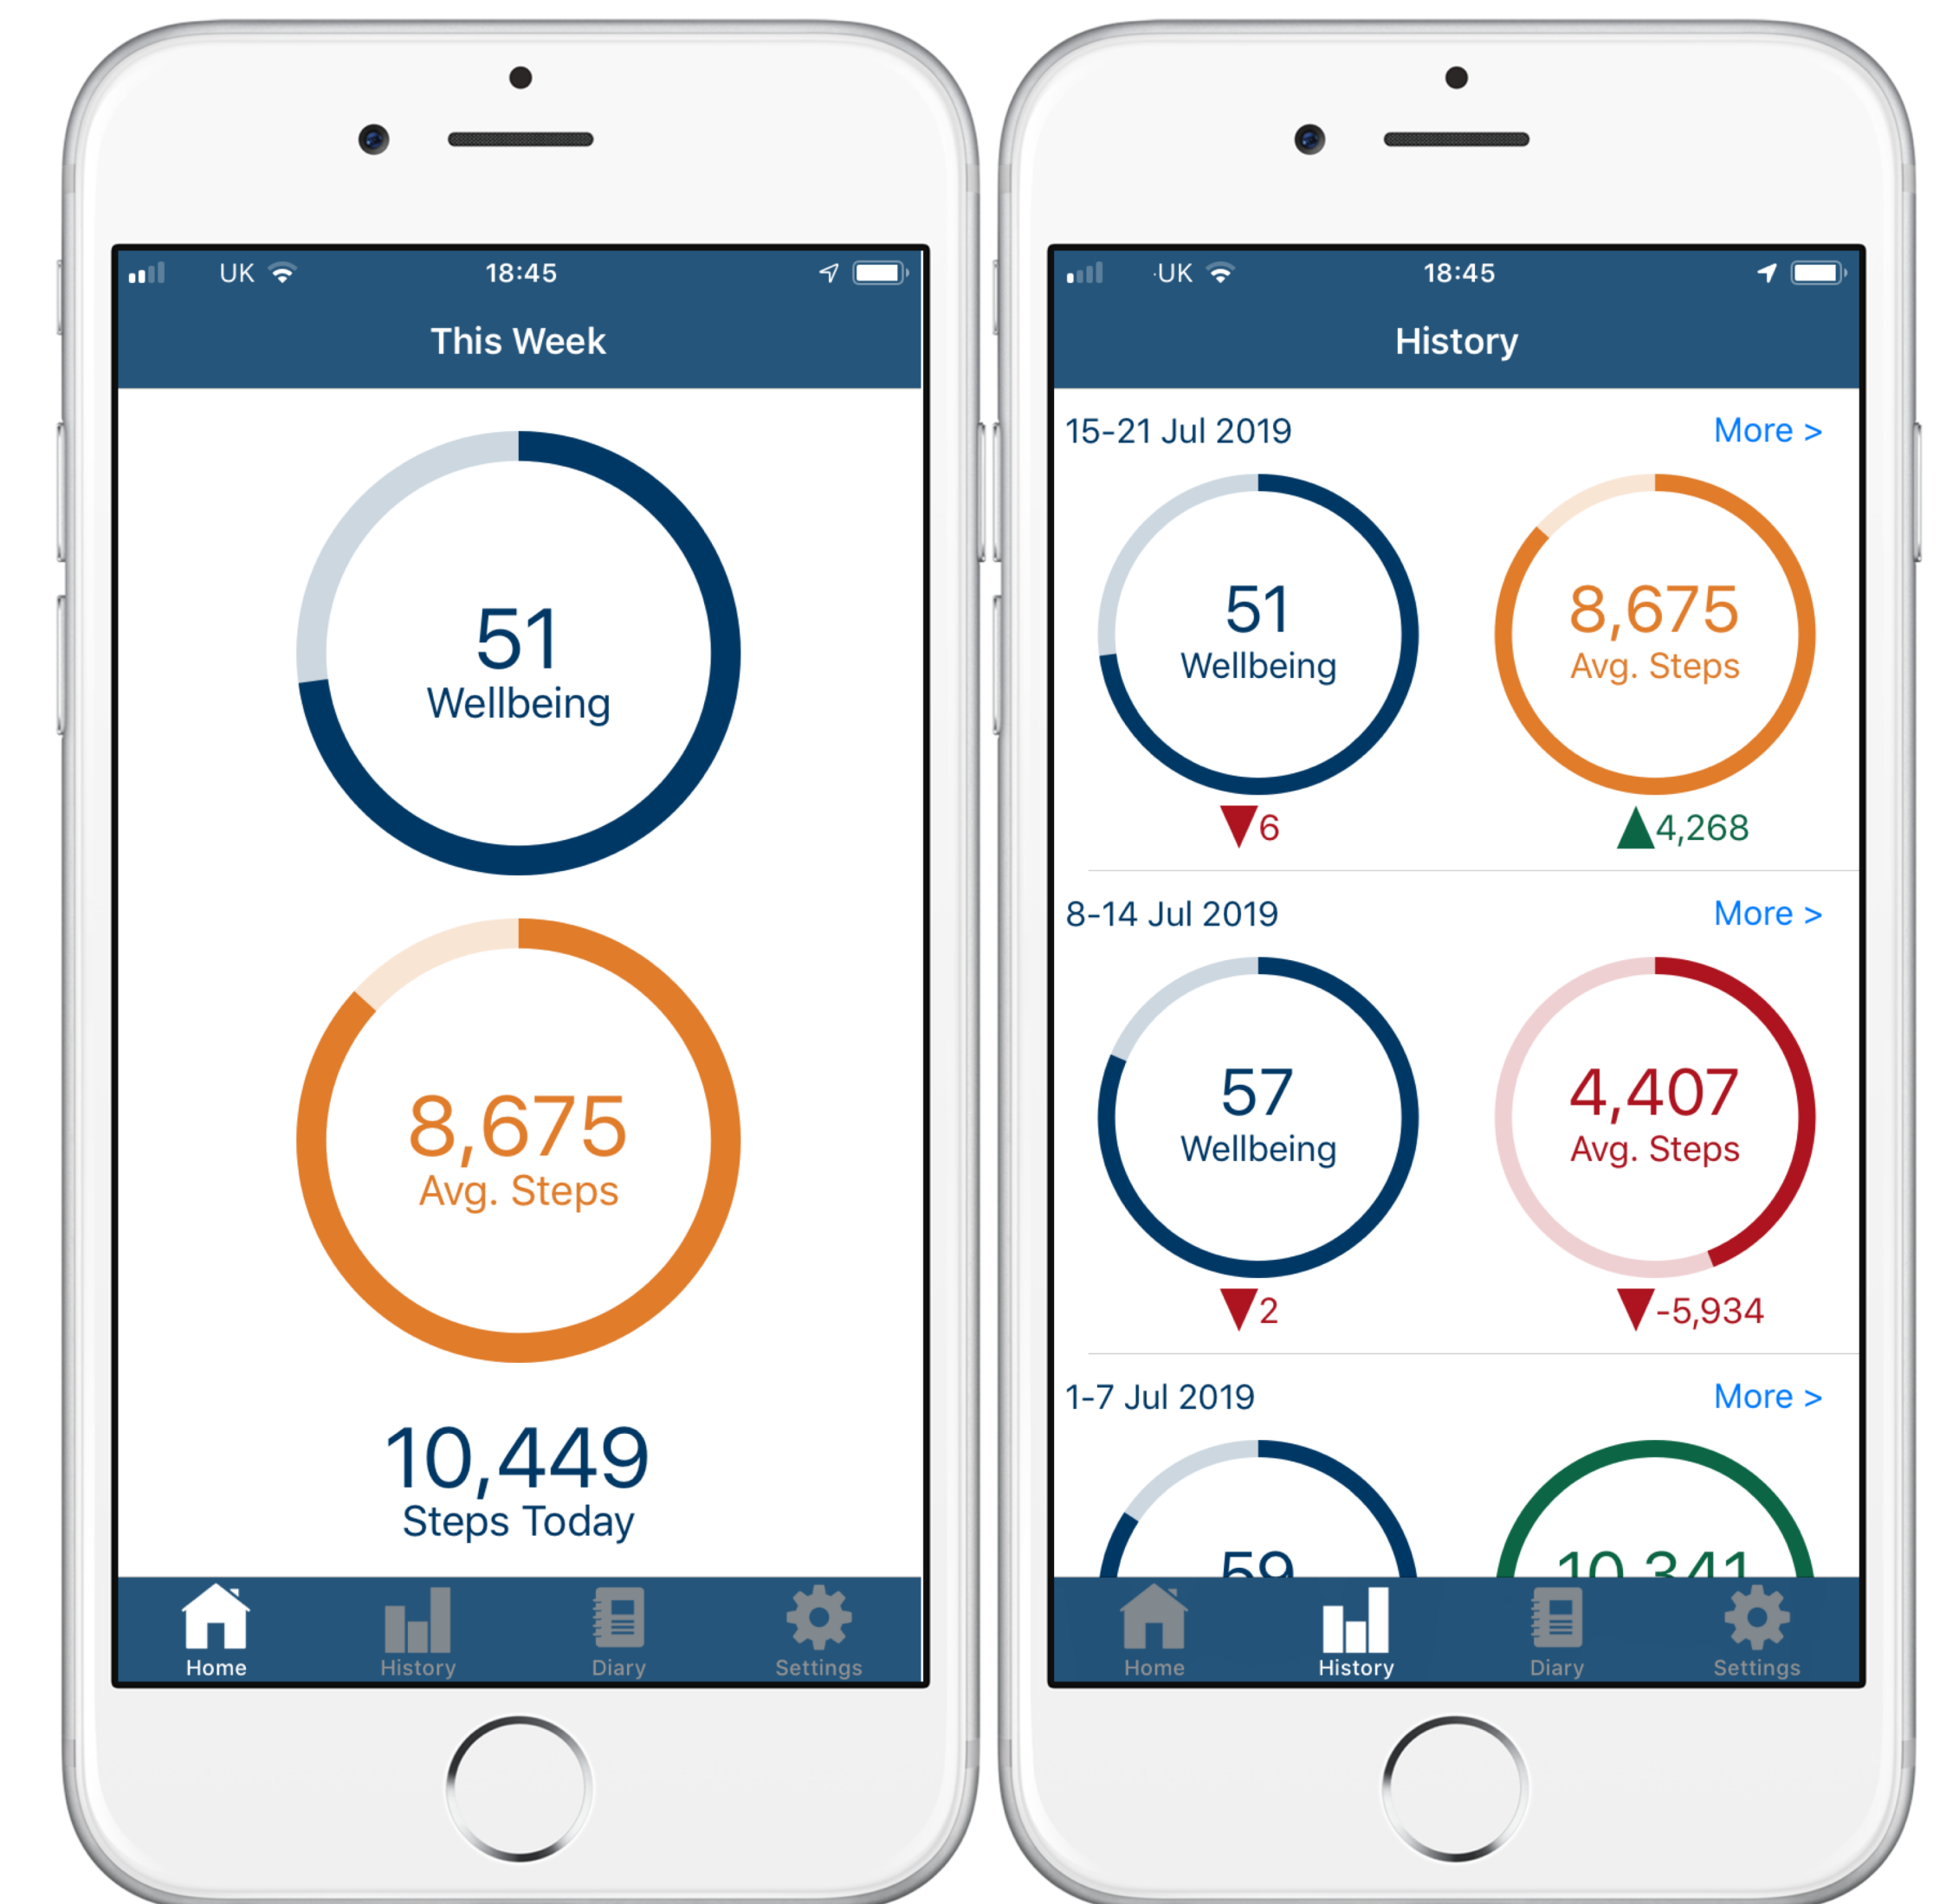 UK
18:45
This Week
51
Wellbeing
8,675
Avg. Steps
10,449
Steps Today
Home History Diary Settings
UK
18:45
History
15-21 Jul 2019 More >
51 8,675
Wellbeing Avg. Steps
6 4,268
8-14 Jul 2019 More >
57 4,407
Wellbeing Avg. Steps
2 -5,934
1-7 Jul 2019 More >
59 10,341
Home History Diary Settings